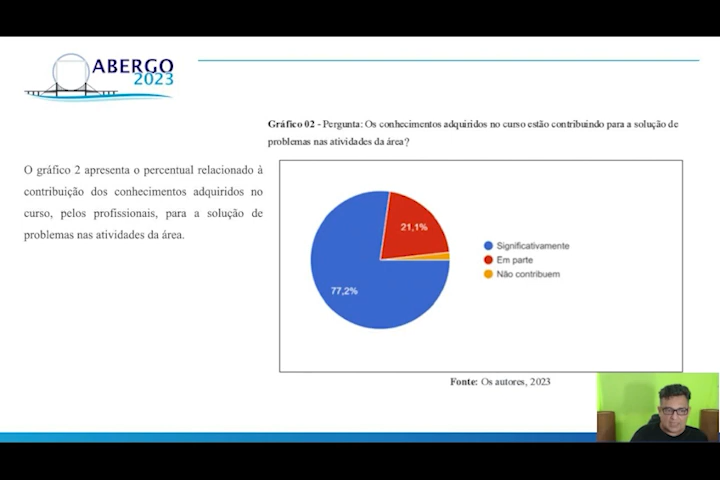 ABERGO
2023
Gráfico 02 - Pergunta: Os conhecimentos adquiridos no curso estão contribuindo para a solução de
problemas nas atividades da área?
O gráfico 2 apresenta o percentual relacionado à
contribuição dos conhecimentos adquiridos no
curso, pelos profissionais, para a solução de
problemas nas atividades da área.
21,1%
77,2%
Significativamente
Em parte
Não contribuem
Fonte: Os autores, 2023